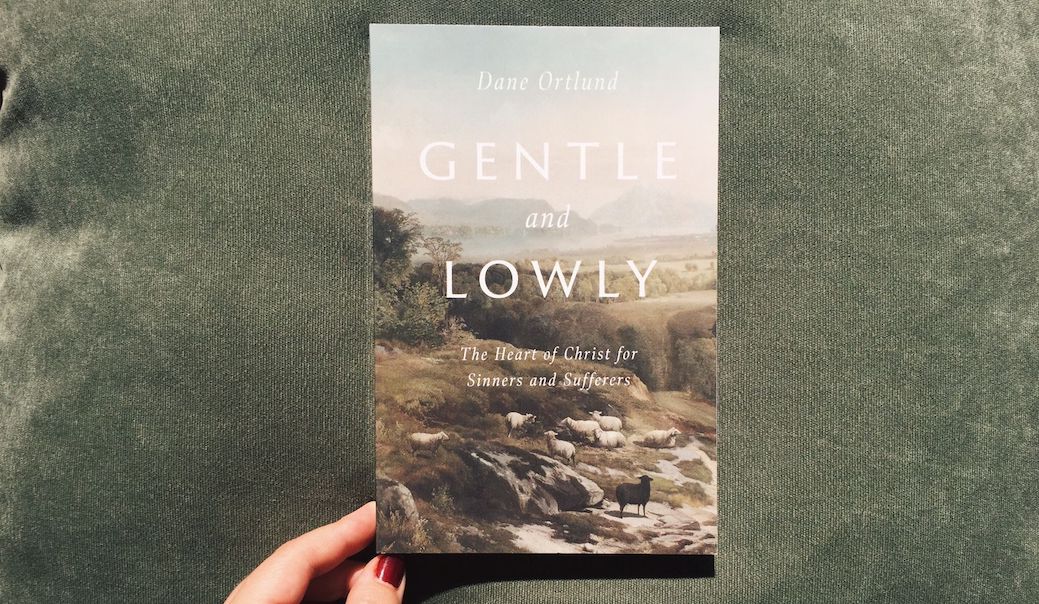 Dane Ortlund
GENTLE
and
LOWLY
The Heart of Christ for
Sinners and Sufferers